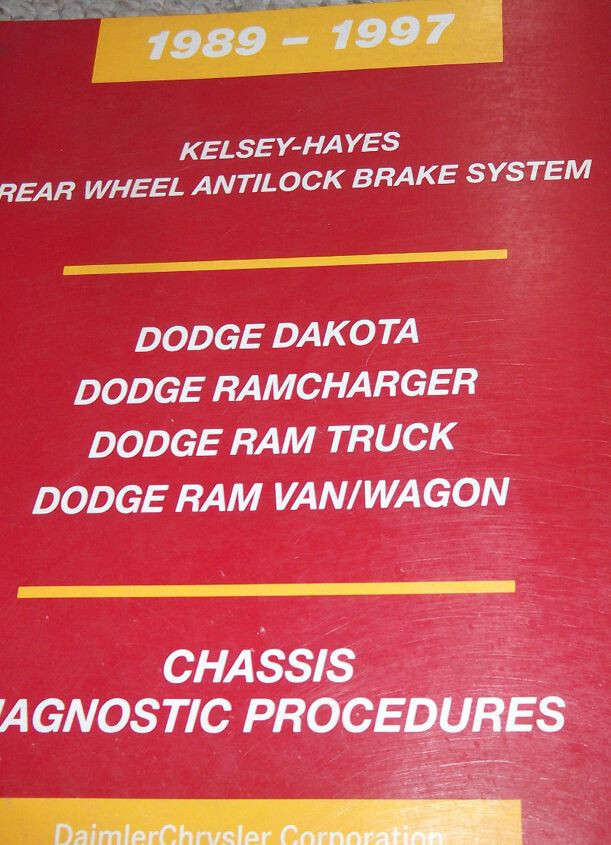 1989 – 1997
KELSEY-HAYES
REAR WHEEL ANTILOCK BRAKE SYSTEM
DODGE DAKOTA
DODGE RAMCHARGER
DODGE RAM TRUCK
DODGE RAM VAN/WAGON
CHASSIS
IAGNOSTIC PROCEDURES
DaimlerChrysler Corporation